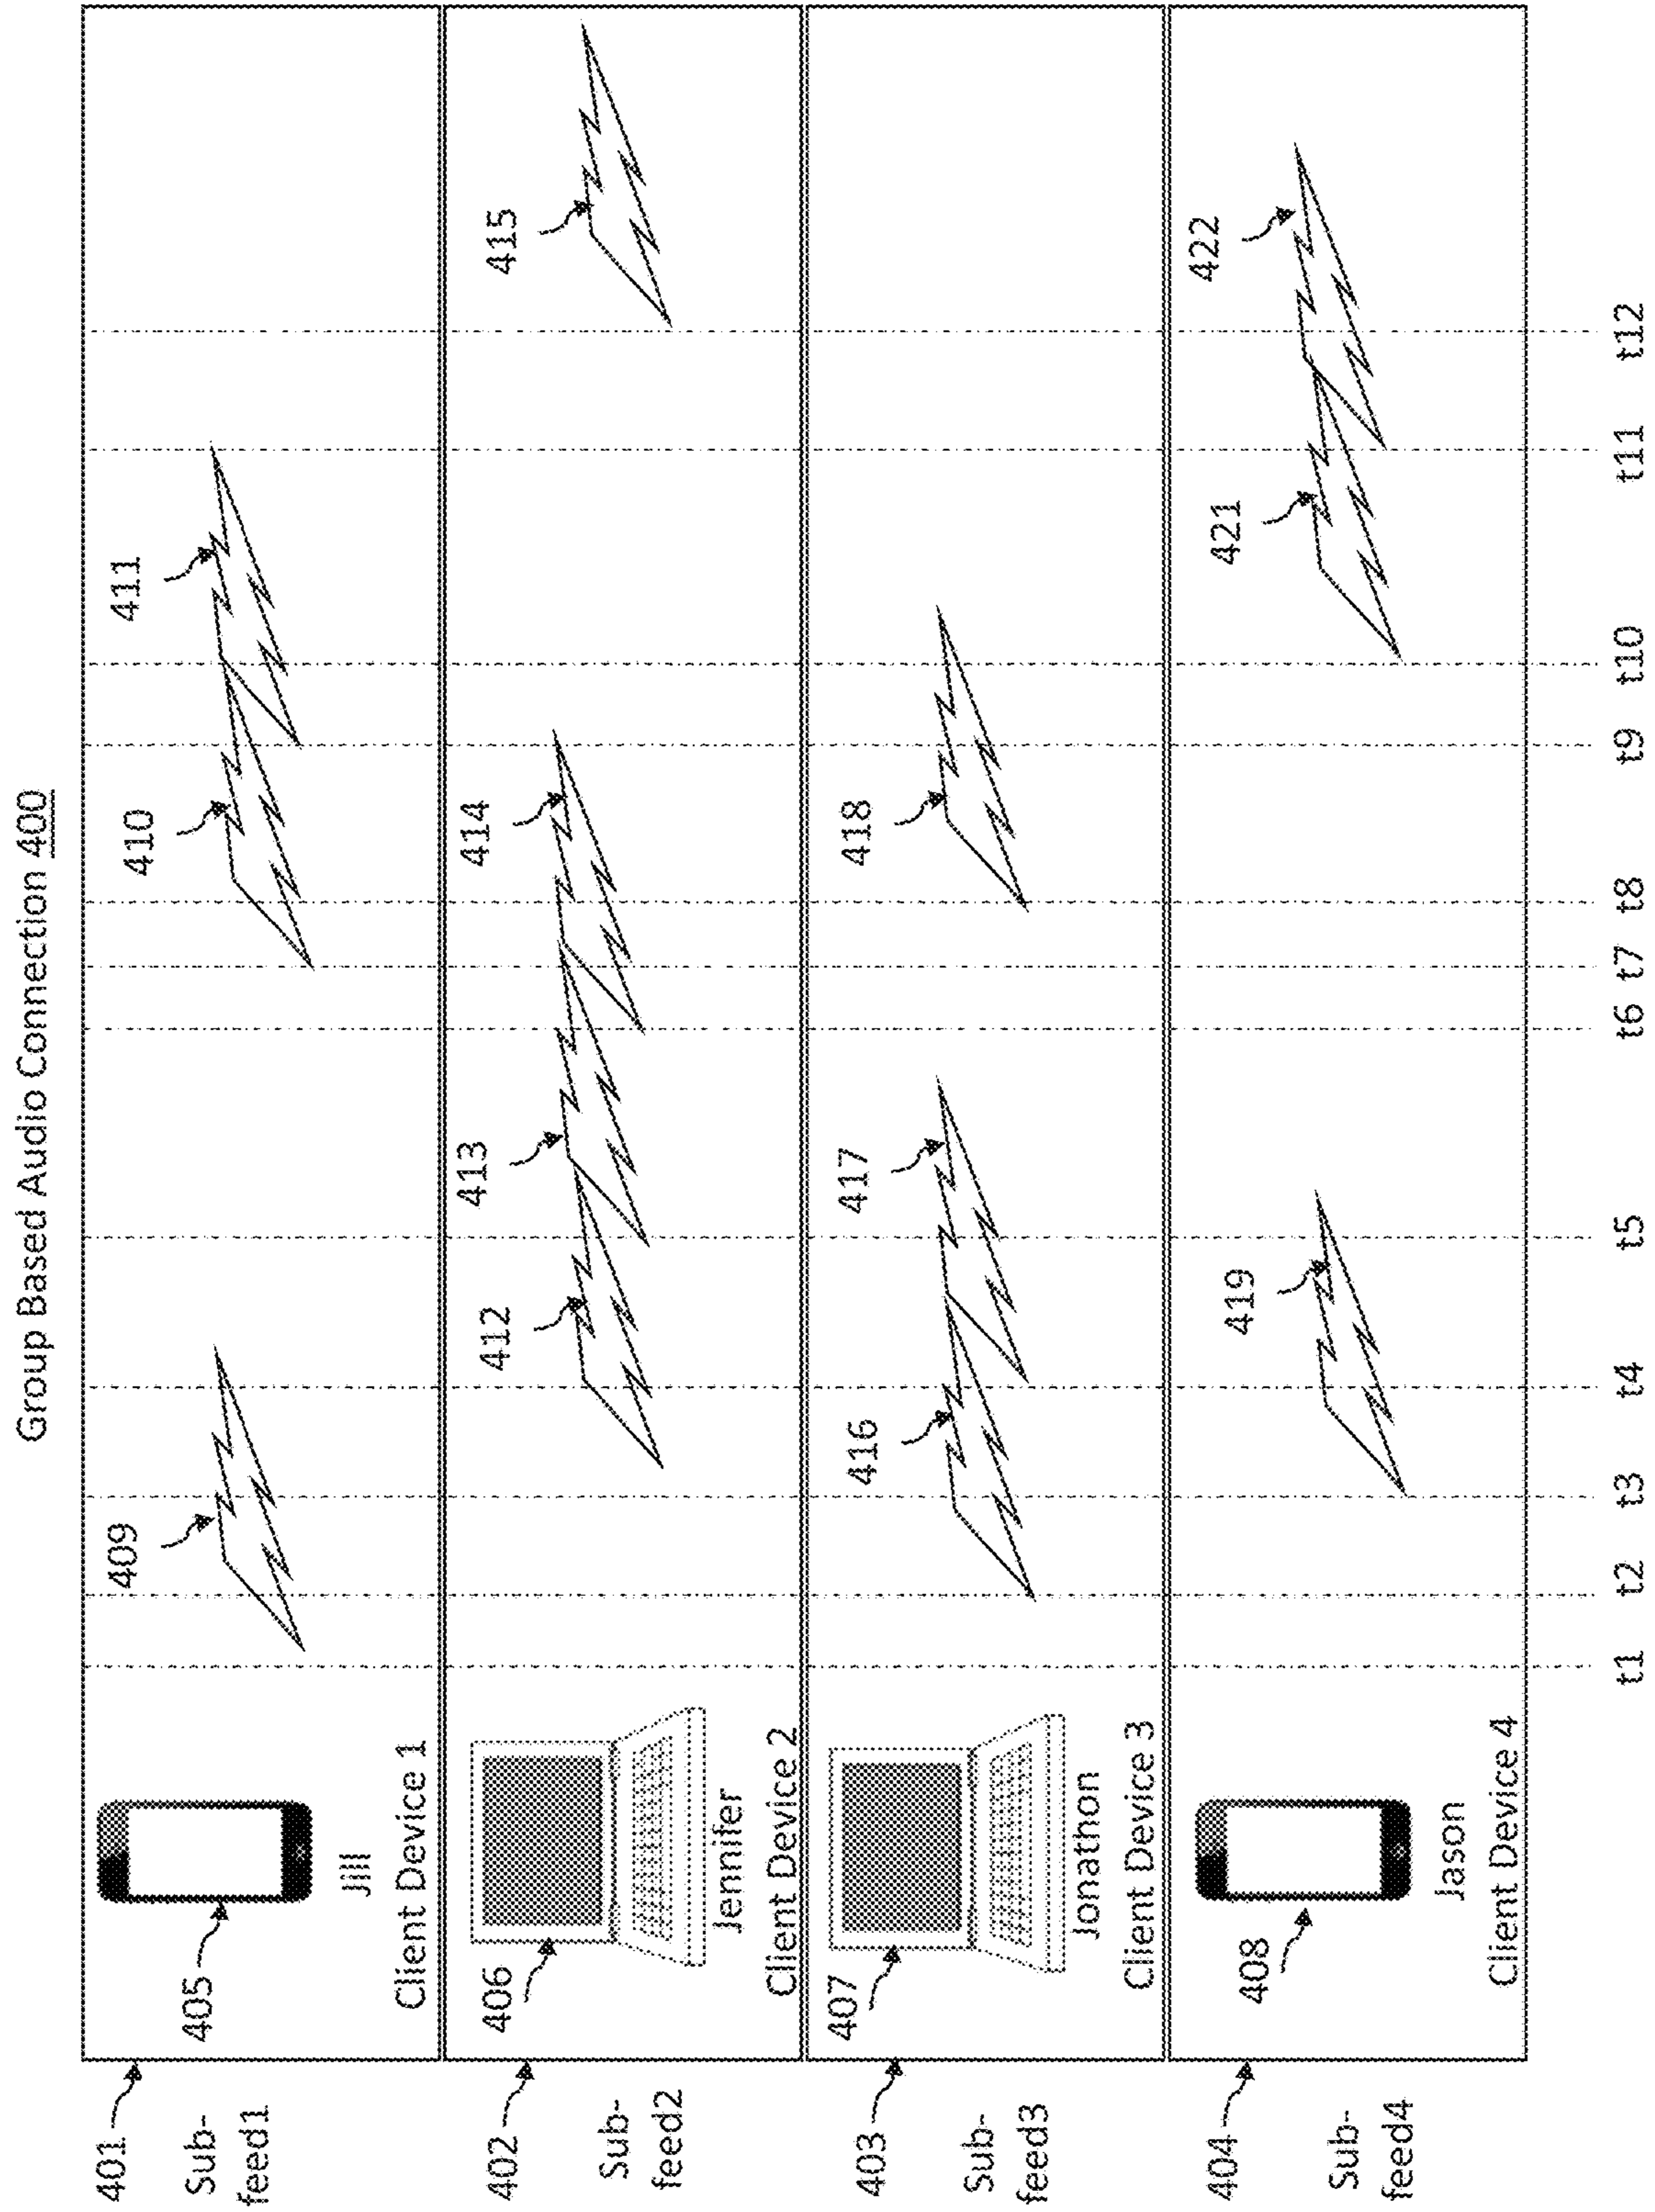 Group Based Audio Connection 400
401
Sub-
feed1
405
Jill
Client Device 1
409
410
411
402
Sub-
feed2
406
Jennifer
Client Device 2
412
413
414
415
403
Sub-
feed3
407
Jonathon
Client Device 3
416
417
418
404
Sub-
feed4
408
Jason
Client Device 4
419
421
422
t1 t2 t3 t4 t5 t6 t7 t8 t9 t10 t11 t12